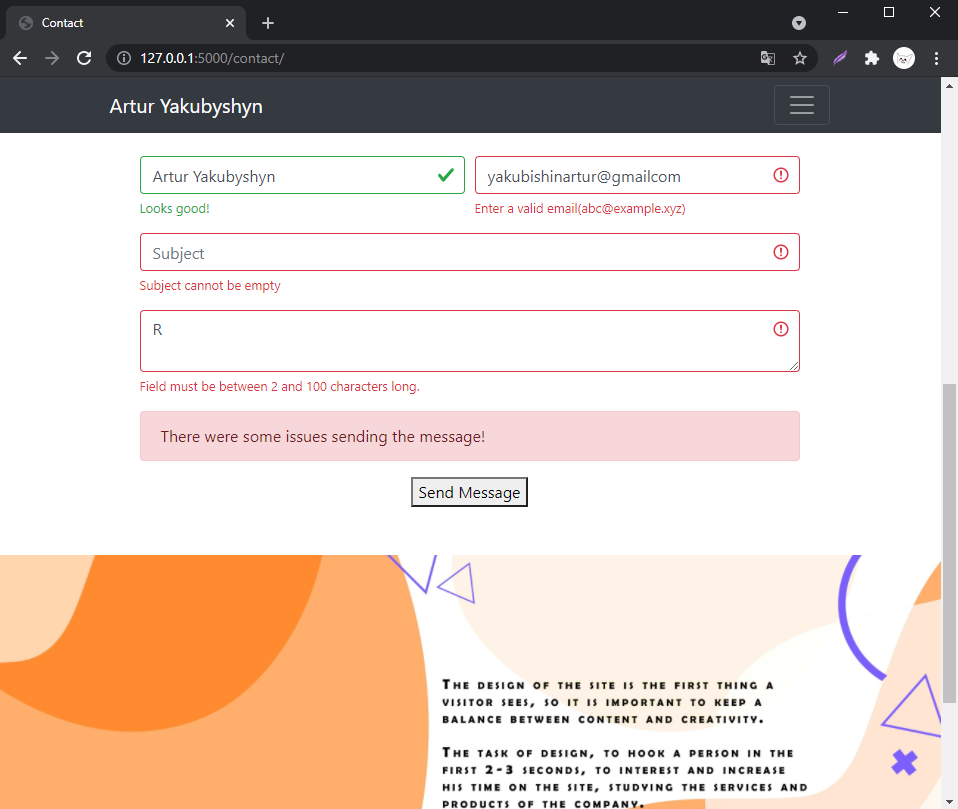 Contact
127.0.0.1:5000/contact/
Artur Yakubyshyn
Artur Yakubyshyn
yakubishinartur@gmailcom
Looks good!
Enter a valid email(abc@example.xyz)
Subject
Subject cannot be empty
R
Field must be between 2 and 100 characters long.
There were some issues sending the message!
Send Message
The design of the site is the first thing a
visitor sees, so it is important to keep a
balance between content and creativity.
The task of design, to hook a person in the
first 2-3 seconds, to interest and increase
his time on the site, studying the services and
products of the company.